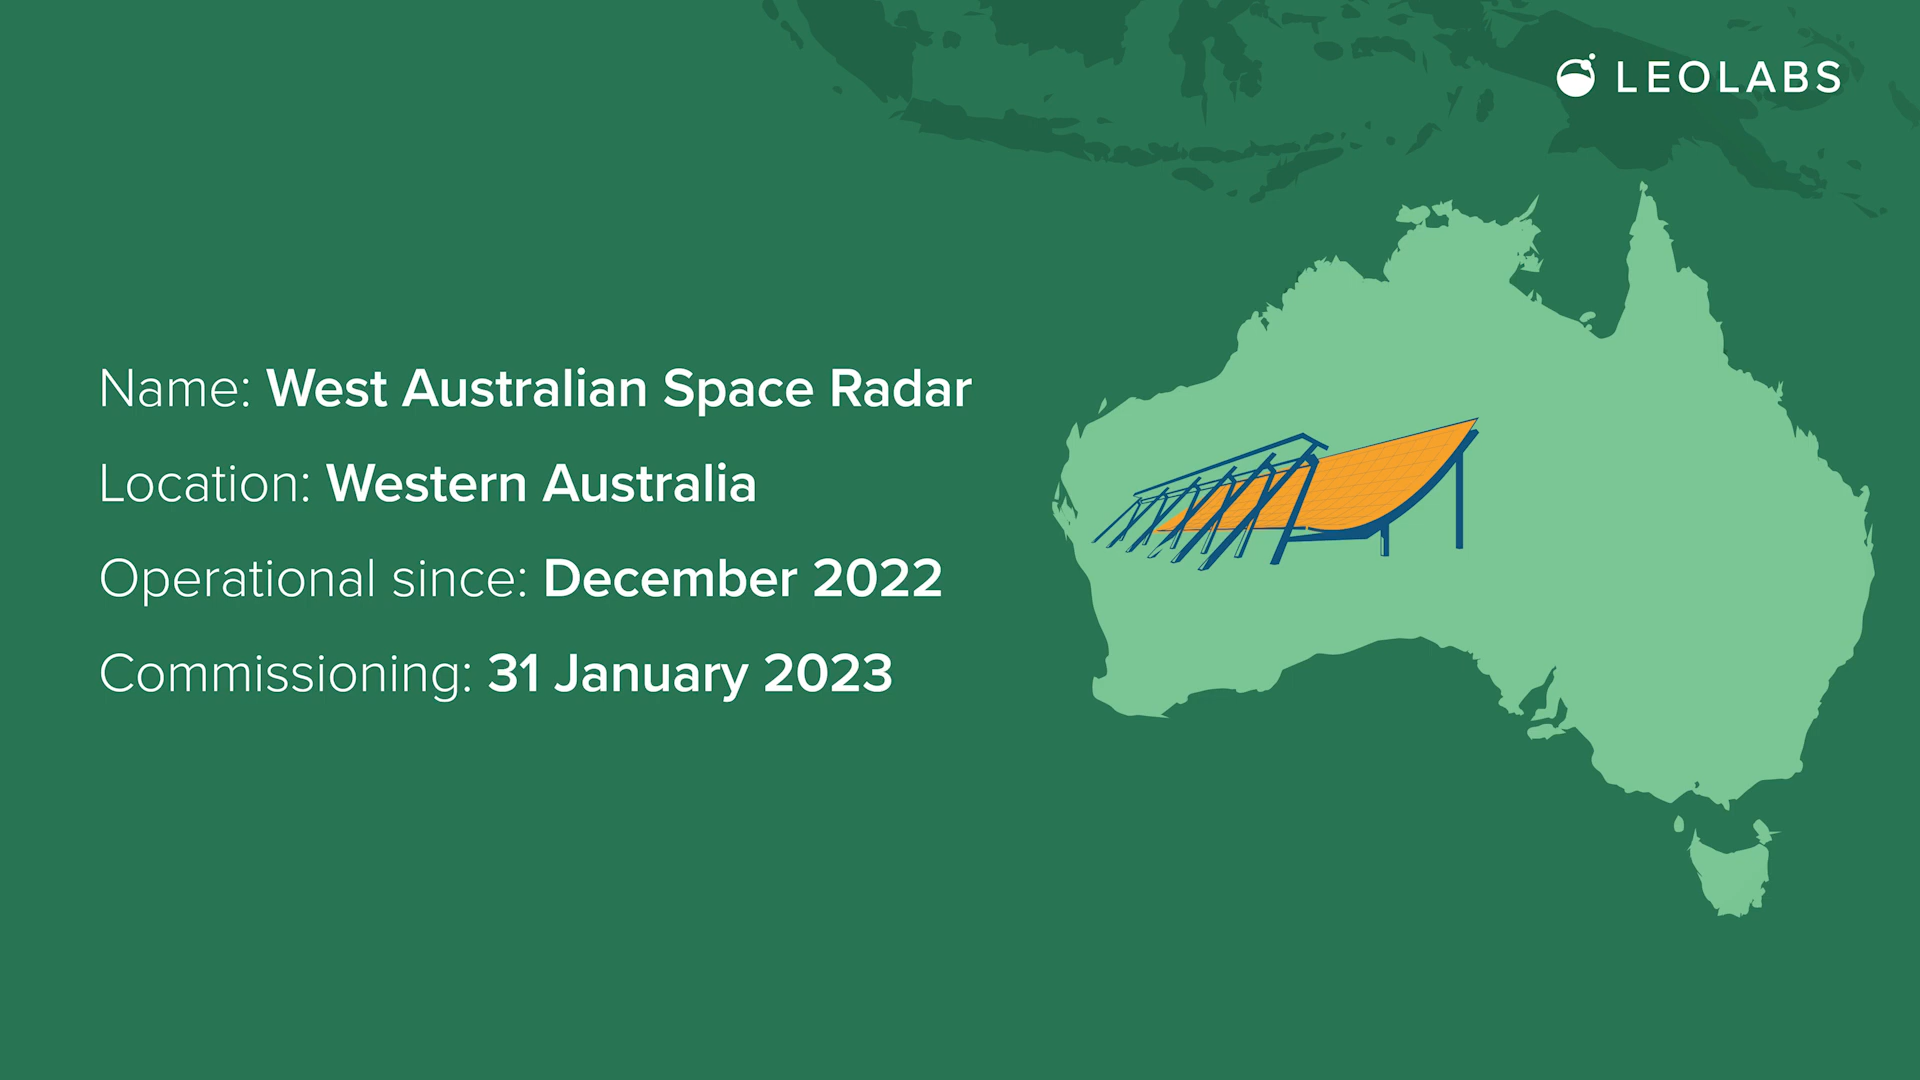 LEOLABS
Name: West Australian Space Radar
Location: Western Australia
Operational since: December 2022
Commissioning: 31 January 2023